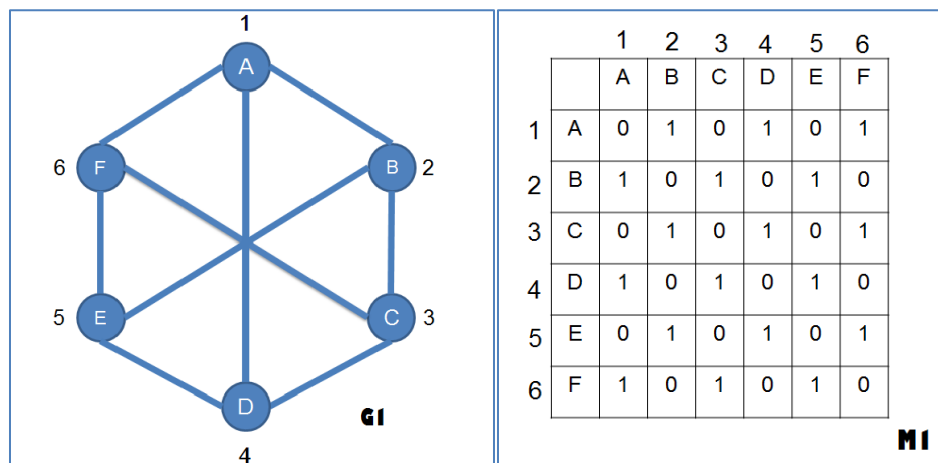 1
A
6 F B 2
5 E C 3
D
4
G1
1 2 3 4 5 6
A B C D E F
1 A 0 1 0 1 0 1
2 B 1 0 1 0 1 0
3 C 0 1 0 1 0 1
4 D 1 0 1 0 1 0
5 E 0 1 0 1 0 1
6 F 1 0 1 0 1 0
M1